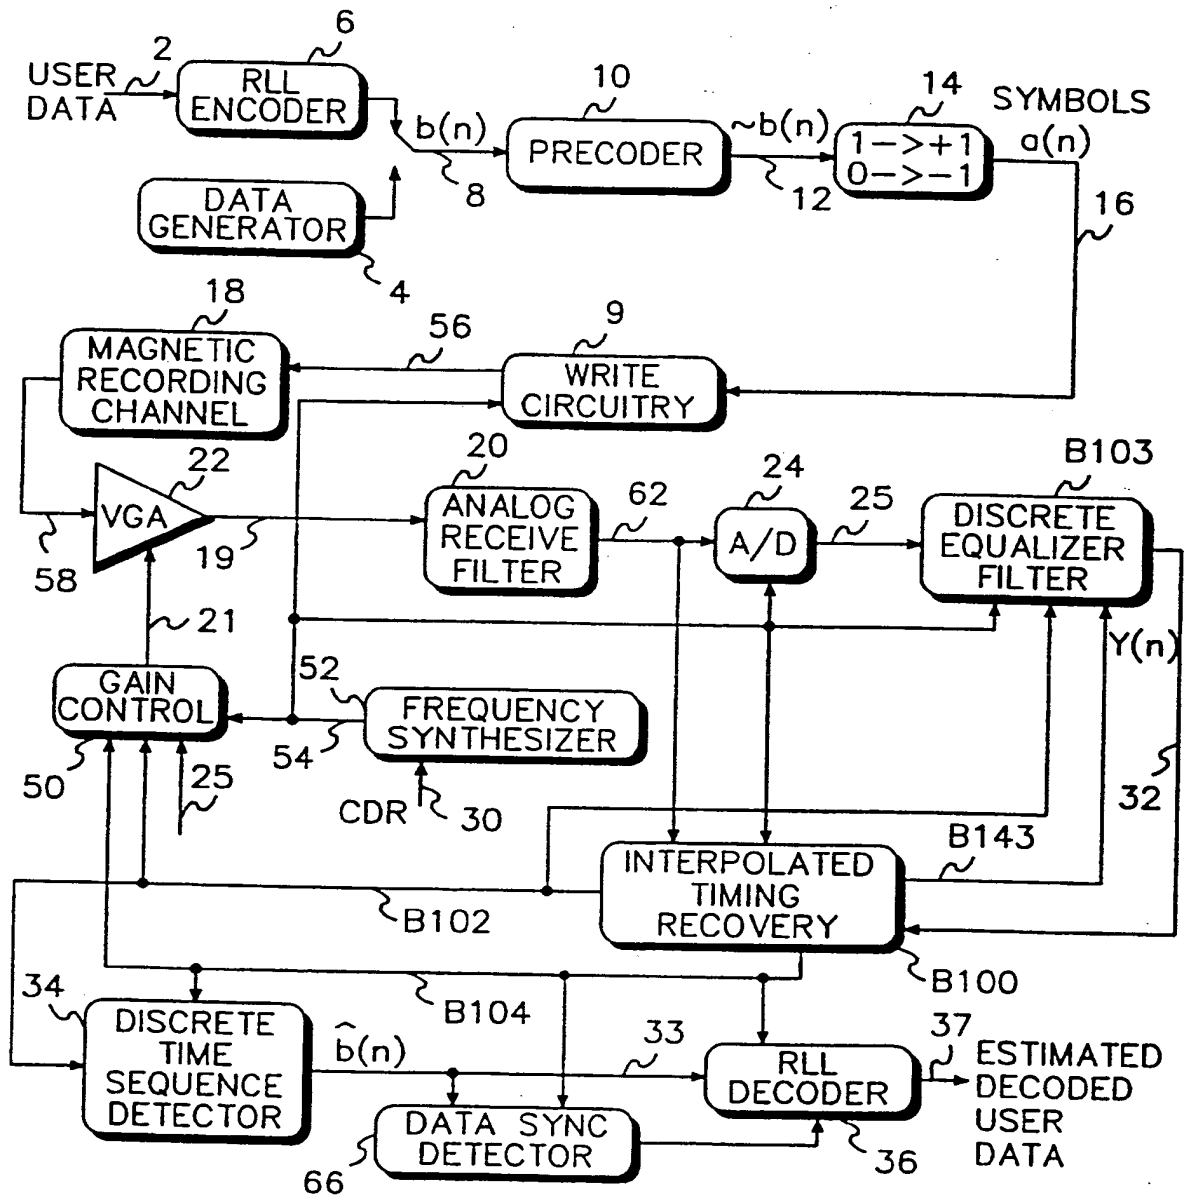 6
2
USER
DATA
RLL
ENCODER
10
14
SYMBOLS
b(n)
PRECODER
~b(n)
1->+1
0->-1
a(n)
8
12
16
DATA
GENERATOR
4
18
56
9
MAGNETIC
RECORDING
CHANNEL
WRITE
CIRCUITRY
22
20
62
24
25
B103
VGA
ANALOG
RECEIVE
FILTER
A/D
DISCRETE
EQUALIZER
FILTER
58
19
21
Y(n)
52
GAIN
CONTROL
FREQUENCY
SYNTHESIZER
54
50
25
CDR
30
32
B143
INTERPOLATED
TIMING
RECOVERY
B102
B100
34
B104
DISCRETE
TIME
SEQUENCE
DETECTOR
b̂(n)
33
37
RLL
DECODER
ESTIMATED
DECODED
USER
DATA
DATA SYNC
DETECTOR
66
36